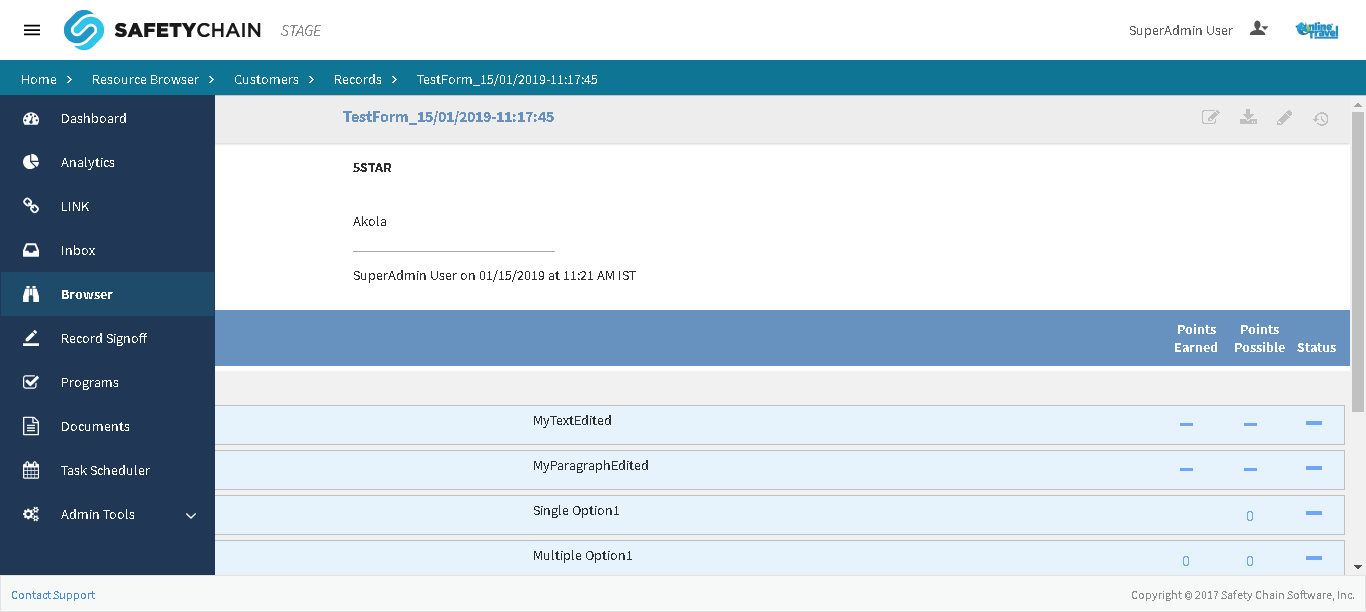 SAFETYCHAIN STAGE
SuperAdmin User
Online Travel
Home > Resource Browser > Customers > Records > TestForm_15/01/2019-11:17:45
Dashboard
Analytics
LINK
Inbox
Browser
Record Signoff
Programs
Documents
Task Scheduler
Admin Tools
TestForm_15/01/2019-11:17:45
5STAR
Akola
SuperAdmin User on 01/15/2019 at 11:21 AM IST
Points Earned
Points Possible
Status
MyTextEdited
MyParagraphEdited
Single Option1 0
Multiple Option1 0 0
Contact Support
Copyright © 2017 Safety Chain Software, Inc.